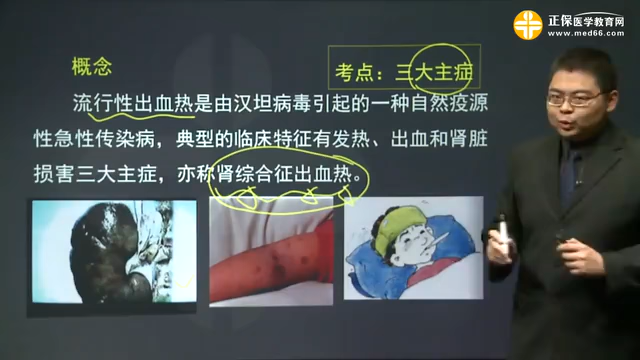 正保医学教育网
www.med66.com
概念
考点：三大主症
流行性出血热是由汉坦病毒引起的一种自然疫源
性急性传染病，典型的临床特征有发热、出血和肾脏
损害三大主症，亦称肾综合征出血热。